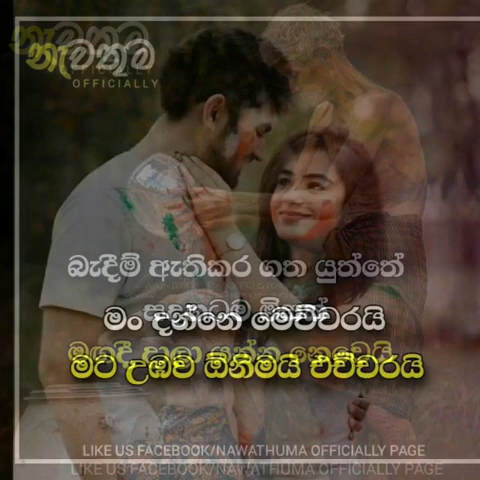 නැවතුම
OFFICIALLY
බැදීම් ඇතිකර ගත යුත්තේ
මං දන්නෙ මෙච්චරයි
මට උඹව ඕනිමයි එච්චරයි
LIKE US FACEBOOK/NAWATHUMA OFFICIALLY PAGE
LIKE US FACEBOOK/NAWATHUMA OFFICIALLY PAGE